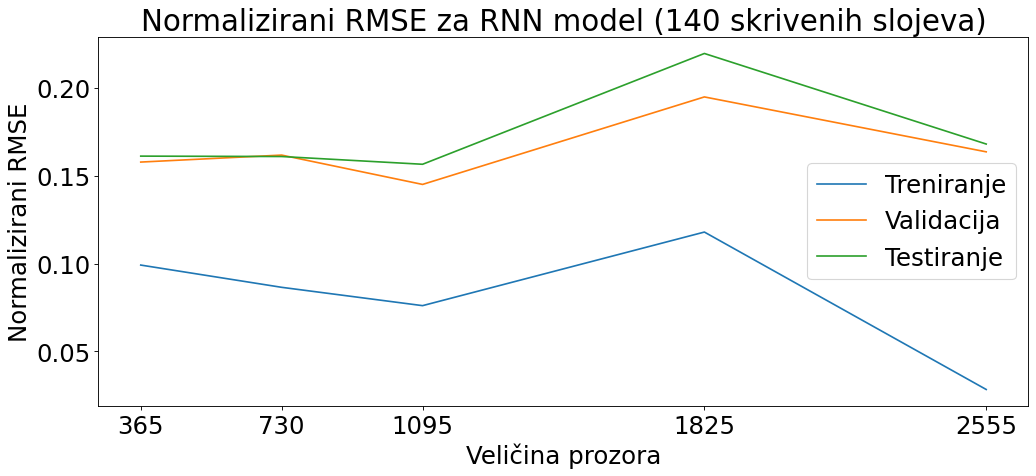 Normalizirani RMSE za RNN model (140 skrivenih slojeva)
Normalizirani RMSE
0.20
0.15
0.10
0.05
Treniranje
Validacija
Testiranje
365 730 1095 1825 2555
Veličina prozora